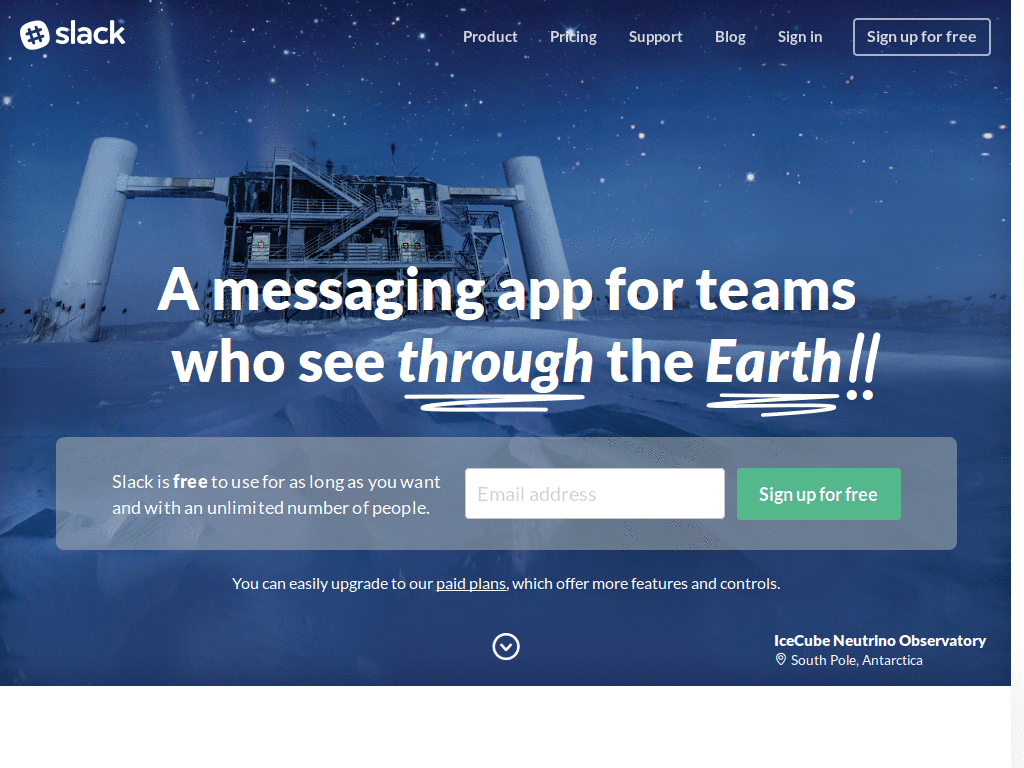 slack
Product Pricing Support Blog Sign in Sign up for free
A messaging app for teams
who see through the Earth!!
Slack is free to use for as long as you want
and with an unlimited number of people.
Email address
Sign up for free
You can easily upgrade to our paid plans, which offer more features and controls.
IceCube Neutrino Observatory
South Pole, Antarctica